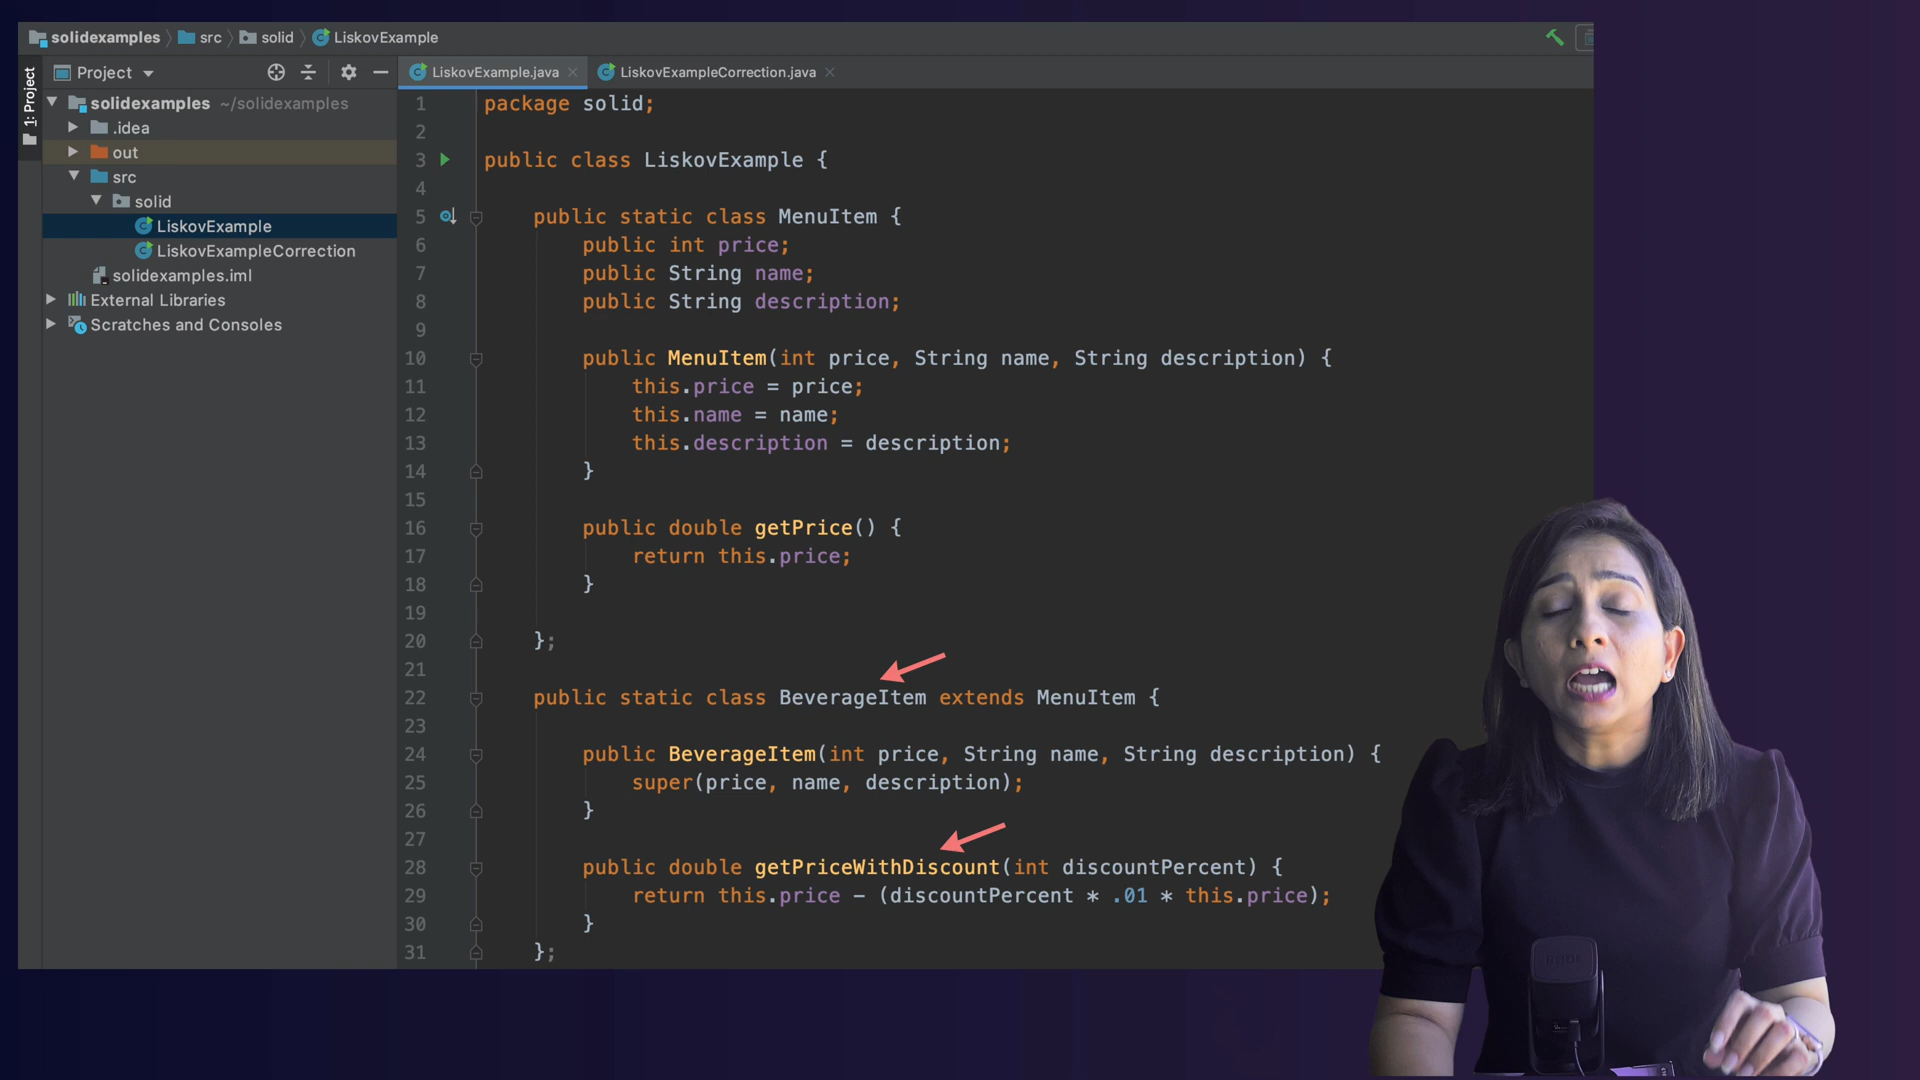 solidexamples src solid LiskovExample
1: Project
Project
LiskovExample.java LiskovExampleCorrection.java
solidexamples ~/solidexamples
.idea
out
src
solid
LiskovExample
LiskovExampleCorrection
solidexamples.iml
External Libraries
Scratches and Consoles
1 package solid;
2
3 public class LiskovExample {
4
5 public static class MenuItem {
6 public int price;
7 public String name;
8 public String description;
9
10 public MenuItem(int price, String name, String description) {
11 this.price = price;
12 this.name = name;
13 this.description = description;
14 }
15
16 public double getPrice() {
17 return this.price;
18 }
19
20 };
21
22 public static class BeverageItem extends MenuItem {
23
24 public BeverageItem(int price, String name, String description) {
25 super(price, name, description);
26 }
27
28 public double getPriceWithDiscount(int discountPercent) {
29 return this.price - (discountPercent * .01 * this.price);
30 }
31 };